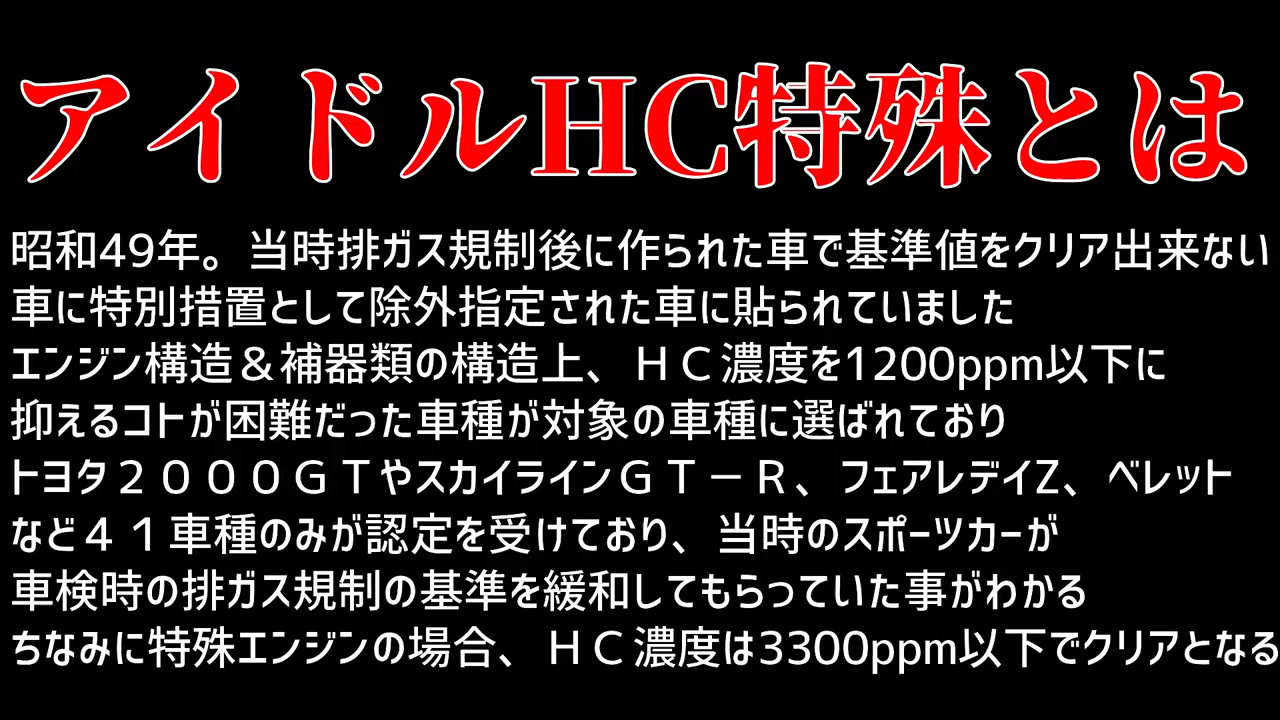 アイドルHC特殊とは
昭和49年。当時排ガス規制後に作られた車で基準値をクリア出来ない
車に特別措置として除外指定された車に貼られていました
エンジン構造＆補器類の構造上、ＨＣ濃度を1200ppm以下に
抑えるコトが困難だった車種が対象の車種に選ばれており
トヨタ２０００ＧＴやスカイラインＧＴ－Ｒ、フェアレデイZ、ベレット
など４１車種のみが認定を受けており、当時のスポーツカーが
車検時の排ガス規制の基準を緩和してもらっていた事がわかる
ちなみに特殊エンジンの場合、ＨＣ濃度は3300ppm以下でクリアとなる